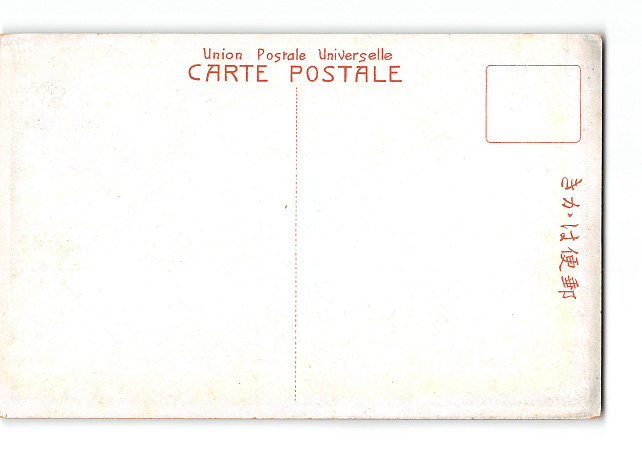 Union Postale Universelle
CARTE POSTALE
郵便はかき